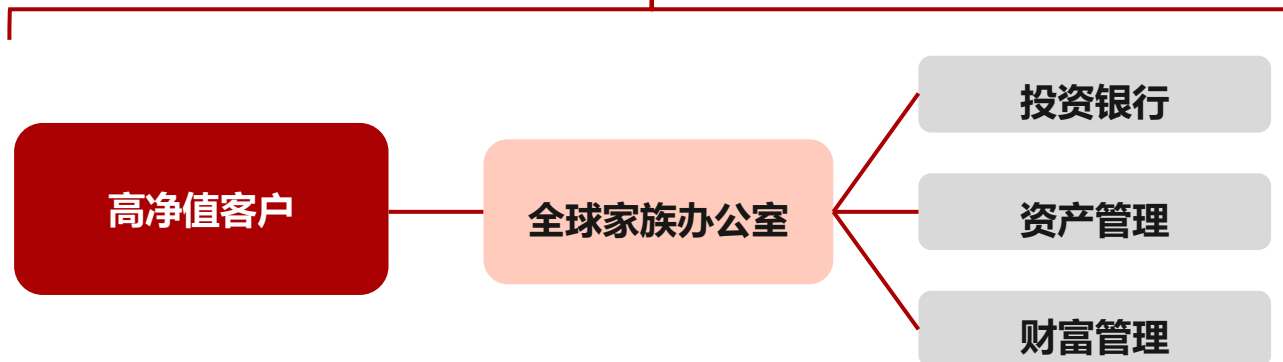 高净值客户
全球家族办公室
投资银行
资产管理
财富管理